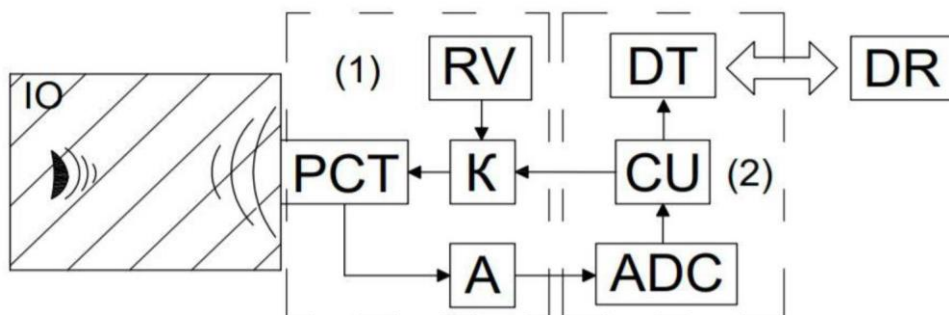 IO
(1)
RV
DT
DR
PCT
К
CU
(2)
A
ADC